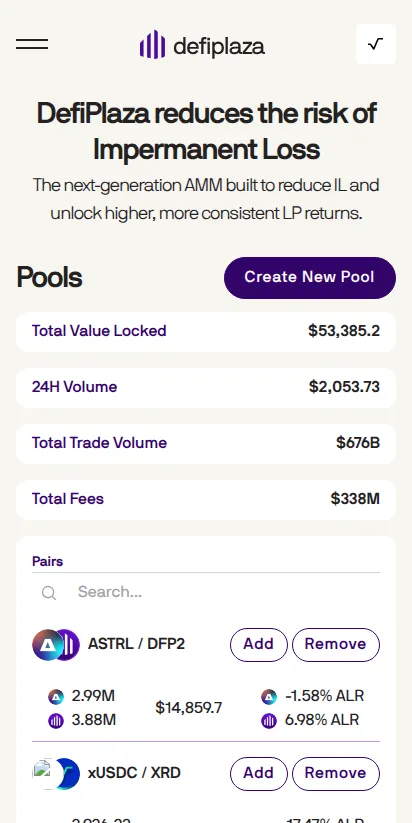 defiplaza
DefiPlaza reduces the risk of
Impermanent Loss
The next-generation AMM built to reduce IL and
unlock higher, more consistent LP returns.
Pools
Create New Pool
Total Value Locked
$53,385.2
24H Volume
$2,053.73
Total Trade Volume
$676B
Total Fees
$338M
Pairs
Search...
ASTRL / DFP2
Add
Remove
2.99M
3.88M
$14,859.7
-1.58% ALR
6.98% ALR
xUSDC / XRD
Add
Remove